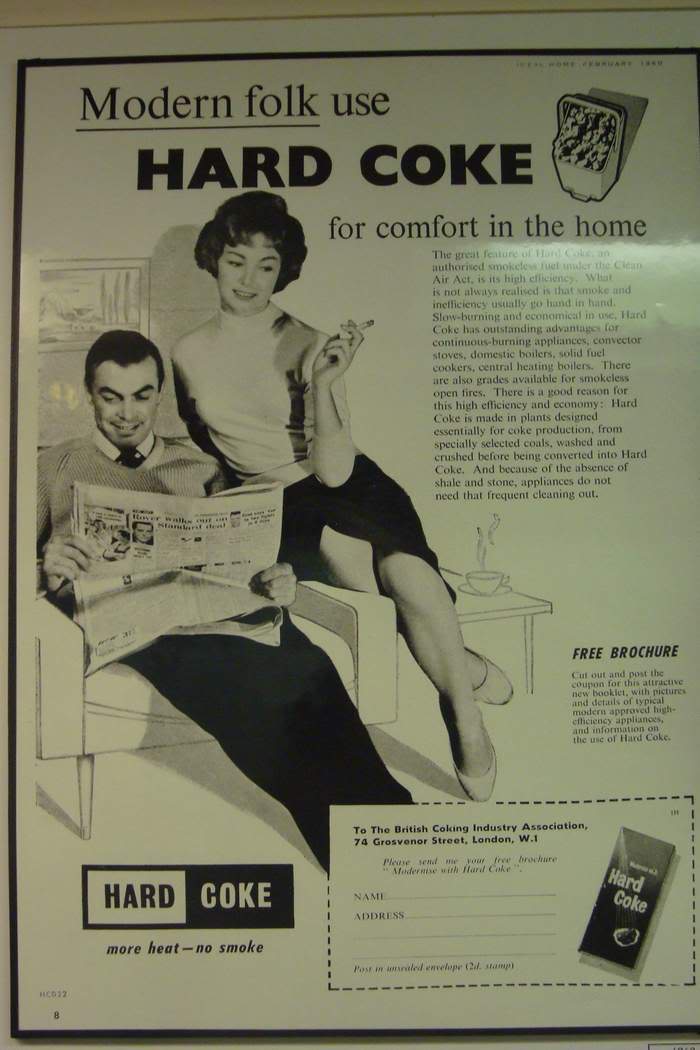 IDEAL HOME FEBRUARY 1960
Modern folk use
HARD COKE
for comfort in the home
The great feature of Hard Coke, an
authorised smokeless fuel under the Clean
Air Act, is its high efficiency. What
is not always realised is that smoke and
inefficiency usually go hand in hand.
Slow-burning and economical in use, Hard
Coke has outstanding advantages for
continuous-burning appliances, convector
stoves, domestic boilers, solid fuel
cookers, central heating boilers. There
are also grades available for smokeless
open fires. There is a good reason for
this high efficiency and economy: Hard
Coke is made in plants designed
essentially for coke production, from
specially selected coals, washed and
crushed before being converted into Hard
Coke. And because of the absence of
shale and stone, appliances do not
need that frequent cleaning out.
Rover walks out on
Standard deal
FREE BROCHURE
Cut out and post the
coupon for this attractive
new booklet, with pictures
and details of typical
modern approved high-
efficiency appliances,
and information on
the use of Hard Coke.
To The British Coking Industry Association,
74 Grosvenor Street, London, W.1
Please send me your free brochure
"Modernise with Hard Coke".
NAME
ADDRESS
Post in unsealed envelope (2d. stamp)
Hard
Coke
HARD COKE
more heat—no smoke
HCD22
8